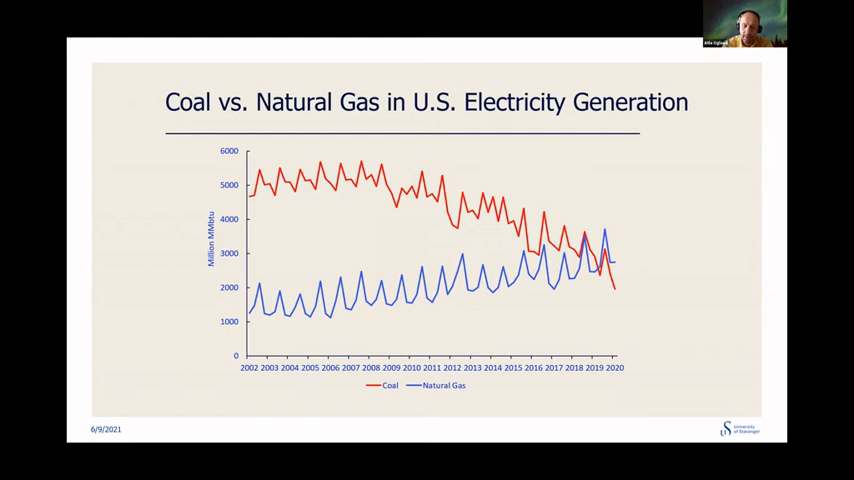 Coal vs. Natural Gas in U.S. Electricity Generation
6000
5000
4000
3000
2000
1000
0
Million MMbtu
2002 2003 2004 2005 2006 2007 2008 2009 2010 2011 2012 2013 2014 2015 2016 2017 2018 2019 2020
Coal Natural Gas
6/9/2021
University
of Stavanger